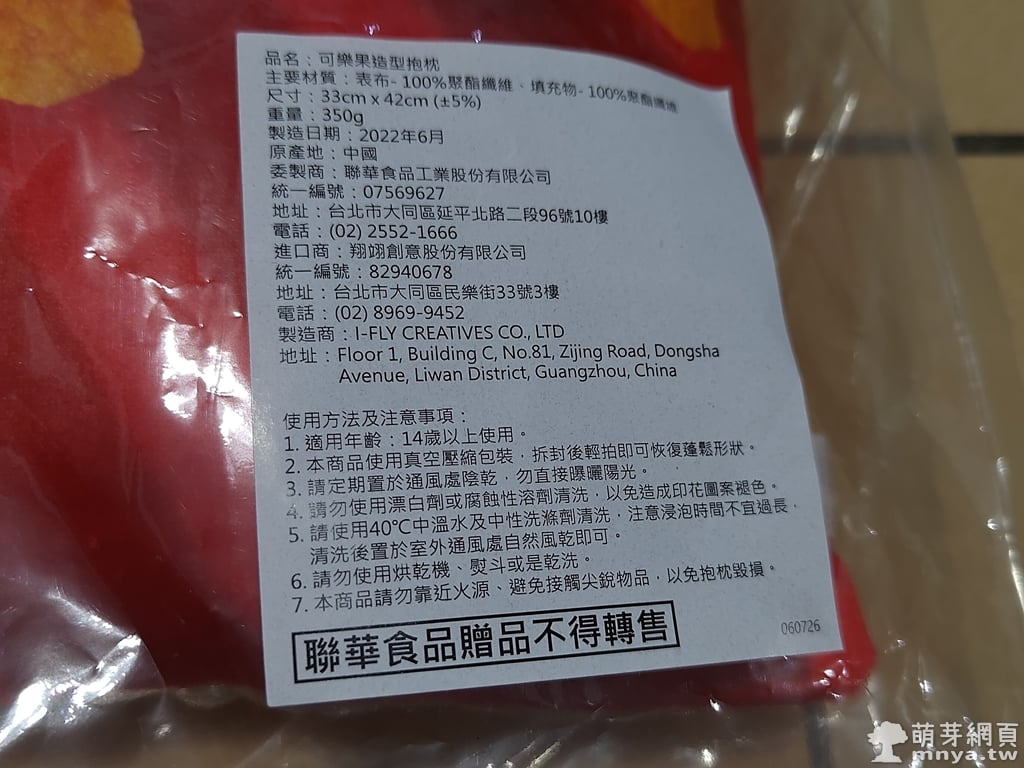 品名：可樂果造型抱枕
主要材質：表布- 100%聚酯纖維、填充物- 100%聚酯纖維
尺寸：33cm x 42cm (±5%)
重量：350g
製造日期：2022年6月
原產地：中國
委製商：聯華食品工業股份有限公司
統一編號：07569627
地址：台北市大同區延平北路二段96號10樓
電話：(02) 2552-1666
進口商：翔翊創意股份有限公司
統一編號：82940678
地址：台北市大同區民樂街33號3樓
電話：(02) 8969-9452
製造商：I-FLY CREATIVES CO., LTD
地址：Floor 1, Building C, No.81, Zijing Road, Dongsha
Avenue, Liwan District, Guangzhou, China
使用方法及注意事項：
1. 適用年齡：14歲以上使用。
2. 本商品使用真空壓縮包裝，拆封後輕拍即可恢復蓬鬆形狀。
3. 請定期置於通風處陰乾，勿直接曝曬陽光。
4. 請勿使用漂白劑或腐蝕性溶劑清洗，以免造成印花圖案褪色。
5. 請使用40℃中溫水及中性洗滌劑清洗，注意浸泡時間不宜過長，
清洗後置於室外通風處自然風乾即可。
6. 請勿使用烘乾機、熨斗或是乾洗。
7. 本商品請勿靠近火源、避免接觸尖銳物品，以免抱枕毀損。
聯華食品贈品不得轉售
060726
萌芽網頁
mnya.tw